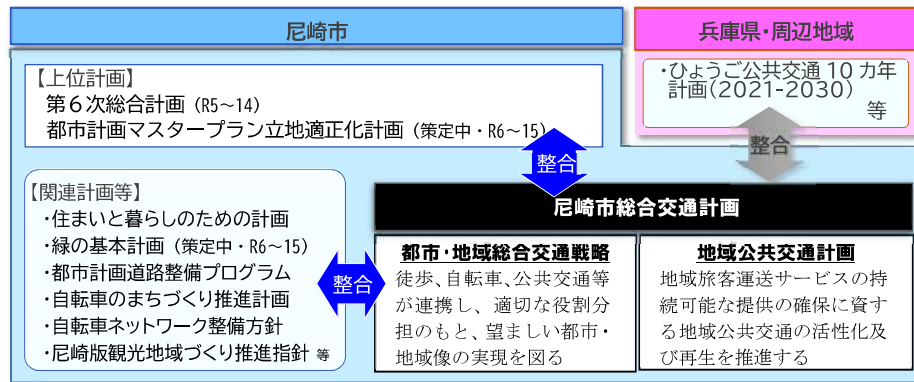 尼崎市
兵庫県・周辺地域
【上位計画】
第６次総合計画（R5～14）
都市計画マスタープラン立地適正化計画（策定中・R6～15）
・ひょうご公共交通 10 カ年
計画（2021-2030）
等
整合
整合
【関連計画等】
・住まいと暮らしのための計画
・緑の基本計画（策定中・R6～15）
・都市計画道路整備プログラム
・自転車のまちづくり推進計画
・自転車ネットワーク整備方針
・尼崎版観光地域づくり推進指針 等
整合
尼崎市総合交通計画
都市・地域総合交通戦略
徒歩、自転車、公共交通等
が連携し、適切な役割分
担のもと、望ましい都市・
地域像の実現を図る
地域公共交通計画
地域旅客運送サービスの持
続可能な提供の確保に資す
る地域公共交通の活性化及
び再生を推進する